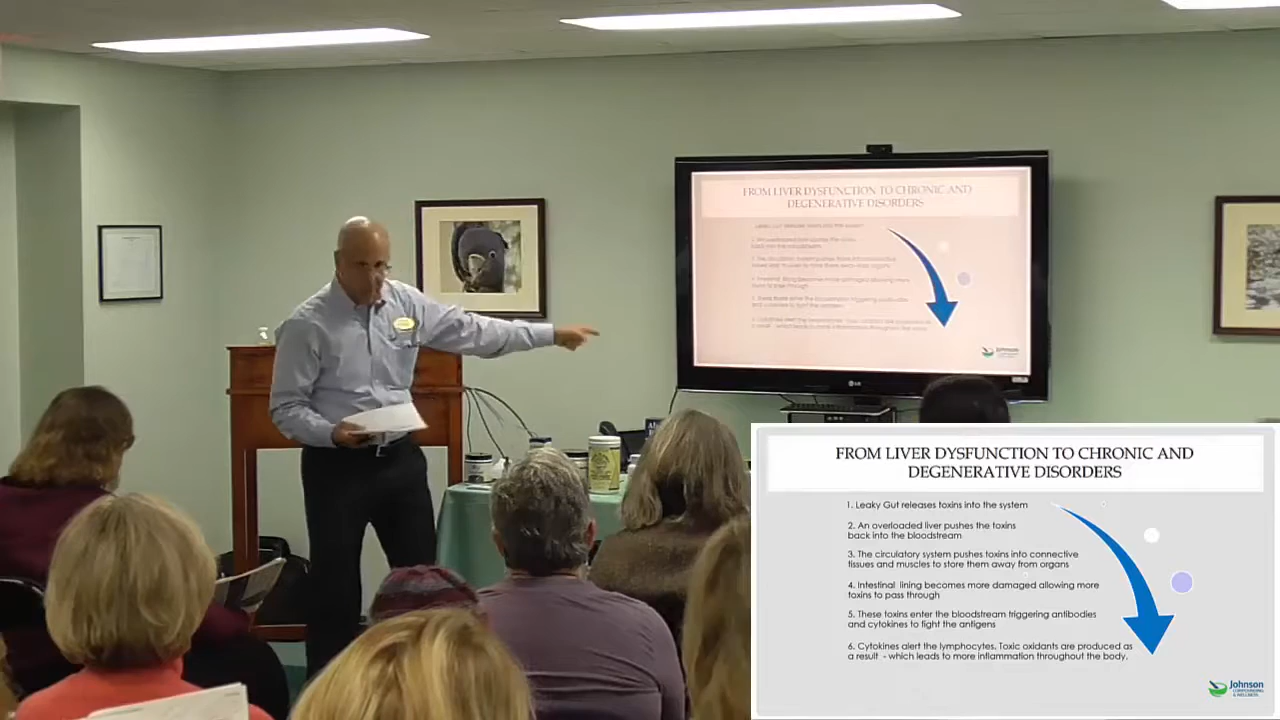 FROM LIVER DYSFUNCTION TO CHRONIC AND
DEGENERATIVE DISORDERS
LG
Johnson
FROM LIVER DYSFUNCTION TO CHRONIC AND
DEGENERATIVE DISORDERS
1. Leaky Gut releases toxins into the system
2. An overloaded liver pushes the toxins
back into the bloodstream
3. The circulatory system pushes toxins into connective
tissues and muscles to store them away from organs
4. Intestinal lining becomes more damaged allowing more
toxins to pass through
5. These toxins enter the bloodstream triggering antibodies
and cytokines to fight the antigens
6. Cytokines alert the lymphocytes. Toxic oxidants are produced as
a result - which leads to more inflammation throughout the body.
Johnson
COMPOUNDING
& WELLNESS